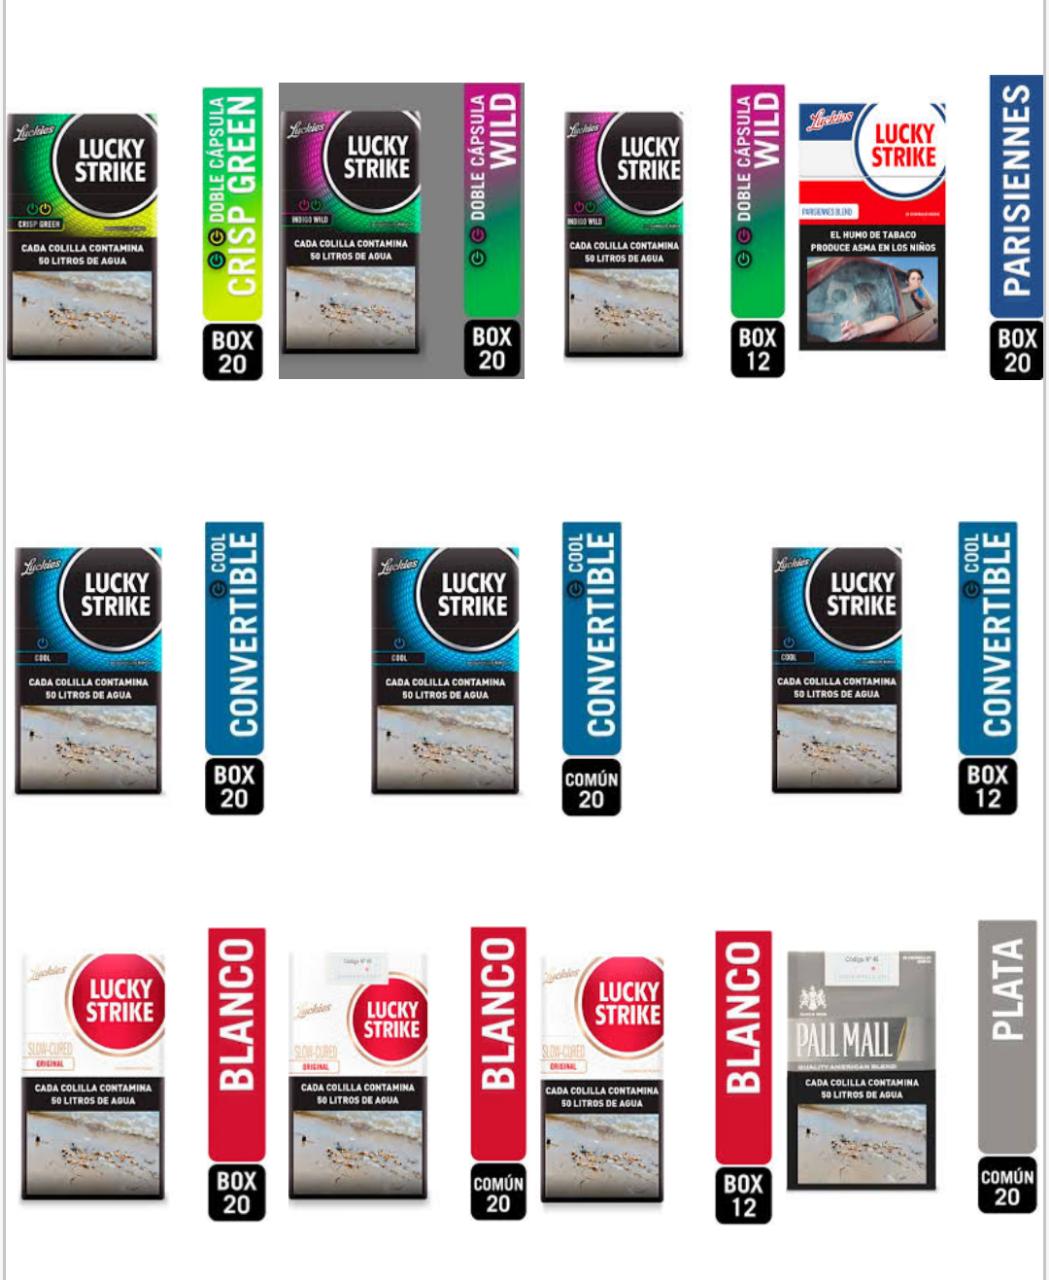 Luckies
LUCKY
STRIKE
CRISP GREEN
CADA COLILLA CONTAMINA
50 LITROS DE AGUA
DOBLE CÁPSULA
CRISP GREEN
BOX
20
Luckies
LUCKY
STRIKE
INDIGO WILD
CADA COLILLA CONTAMINA
50 LITROS DE AGUA
DOBLE CÁPSULA
WILD
BOX
20
Luckies
LUCKY
STRIKE
INDIGO WILD
CADA COLILLA CONTAMINA
50 LITROS DE AGUA
DOBLE CÁPSULA
WILD
BOX
12
Luckies
LUCKY
STRIKE
PARISIENNES BLEND
EL HUMO DE TABACO
PRODUCE ASMA EN LOS NIÑOS
PARISIENNES
BOX
20
Luckies
LUCKY
STRIKE
COOL
CADA COLILLA CONTAMINA
50 LITROS DE AGUA
COOL
CONVERTIBLE
BOX
20
Luckies
LUCKY
STRIKE
COOL
CADA COLILLA CONTAMINA
50 LITROS DE AGUA
COOL
CONVERTIBLE
COMÚN
20
Luckies
LUCKY
STRIKE
COOL
CADA COLILLA CONTAMINA
50 LITROS DE AGUA
COOL
CONVERTIBLE
BOX
12
Luckies
LUCKY
STRIKE
SLOW-CURED
ORIGINAL
CADA COLILLA CONTAMINA
50 LITROS DE AGUA
BLANCO
BOX
20
Código Nº 46
Luckies
LUCKY
STRIKE
SLOW-CURED
ORIGINAL
CADA COLILLA CONTAMINA
50 LITROS DE AGUA
BLANCO
COMÚN
20
Luckies
LUCKY
STRIKE
SLOW-CURED
ORIGINAL
CADA COLILLA CONTAMINA
50 LITROS DE AGUA
BLANCO
BOX
12
Código Nº 46
PALL MALL
QUALITY AMERICAN BLEND
CADA COLILLA CONTAMINA
50 LITROS DE AGUA
PLATA
COMÚN
20